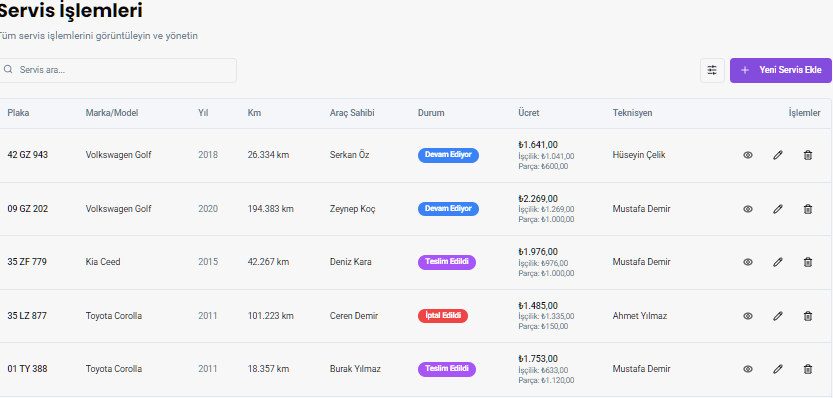 Servis İşlemleri
Tüm servis işlemlerini görüntüleyin ve yönetin
Servis ara...
Yeni Servis Ekle
Plaka Marka/Model Yıl Km Araç Sahibi Durum Ücret Teknisyen İşlemler
42 GZ 943 Volkswagen Golf 2018 26.334 km Serkan Öz Devam Ediyor ₺1.641,00 Hüseyin Çelik
İşçilik: ₺1.041,00
Parça: ₺600,00
09 GZ 202 Volkswagen Golf 2020 194.383 km Zeynep Koç Devam Ediyor ₺2.269,00 Mustafa Demir
İşçilik: ₺1.269,00
Parça: ₺1.000,00
35 ZF 779 Kia Ceed 2015 42.267 km Deniz Kara Teslim Edildi ₺1.976,00 Mustafa Demir
İşçilik: ₺976,00
Parça: ₺1.000,00
35 LZ 877 Toyota Corolla 2011 101.223 km Ceren Demir İptal Edildi ₺1.485,00 Ahmet Yılmaz
İşçilik: ₺1.335,00
Parça: ₺150,00
01 TY 388 Toyota Corolla 2011 18.357 km Burak Yılmaz Teslim Edildi ₺1.753,00 Mustafa Demir
İşçilik: ₺633,00
Parça: ₺1.120,00